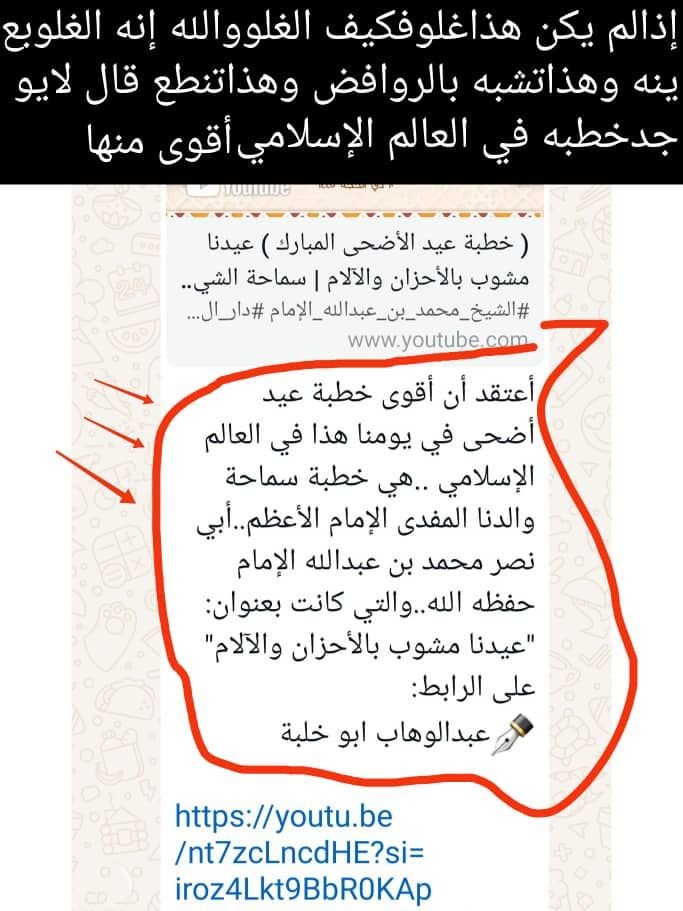 إذالم يكن هذاغلوفكيف الغلووالله إنه الغلوبع
ينه وهذاتشبه بالروافض وهذاتنطع قال لايو
جدخطبه في العالم الإسلامي أقوى منها
YouTube
( خطبة عيد الأضحى المبارك ) عيدنا
مشوب بالأحزان والآلام | سماحة الشي..
#الشيخ_محمد_بن_عبدالله_الإمام #دار_ال...
www.youtube.com
أعتقد أن أقوى خطبة عيد
أضحى في يومنا هذا في العالم
الإسلامي ..هي خطبة سماحة
والدنا المفدى الإمام الأعظم..أبي
نصر محمد بن عبدالله الإمام
حفظه الله..والتي كانت بعنوان:
"عيدنا مشوب بالأحزان والآلام"
على الرابط:
✒عبدالوهاب ابو خلبة
https://youtu.be
/nt7zcLncdHE?si=
iroz4Lkt9BbR0KAp